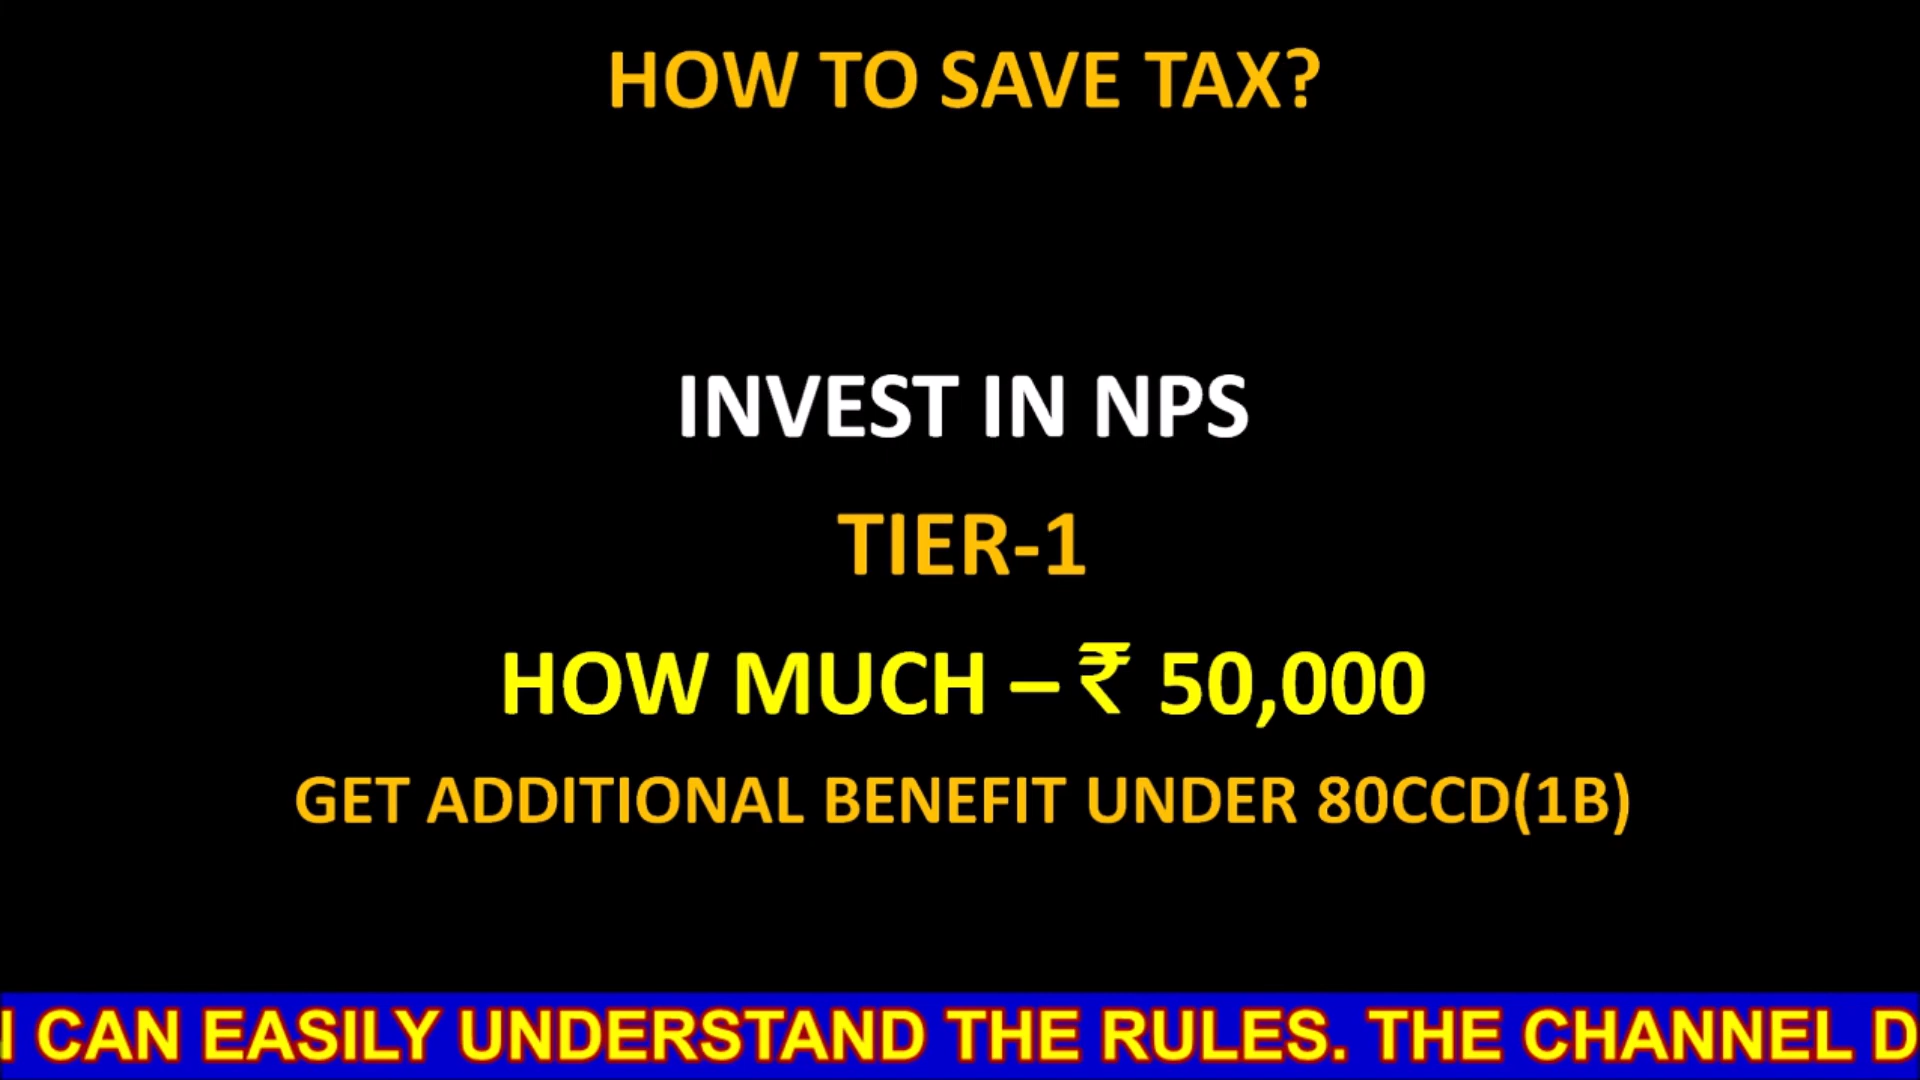 HOW TO SAVE TAX?
INVEST IN NPS
TIER-1
HOW MUCH – ₹ 50,000
GET ADDITIONAL BENEFIT UNDER 80CCD(1B)
CAN EASILY UNDERSTAND THE RULES. THE CHANNEL D